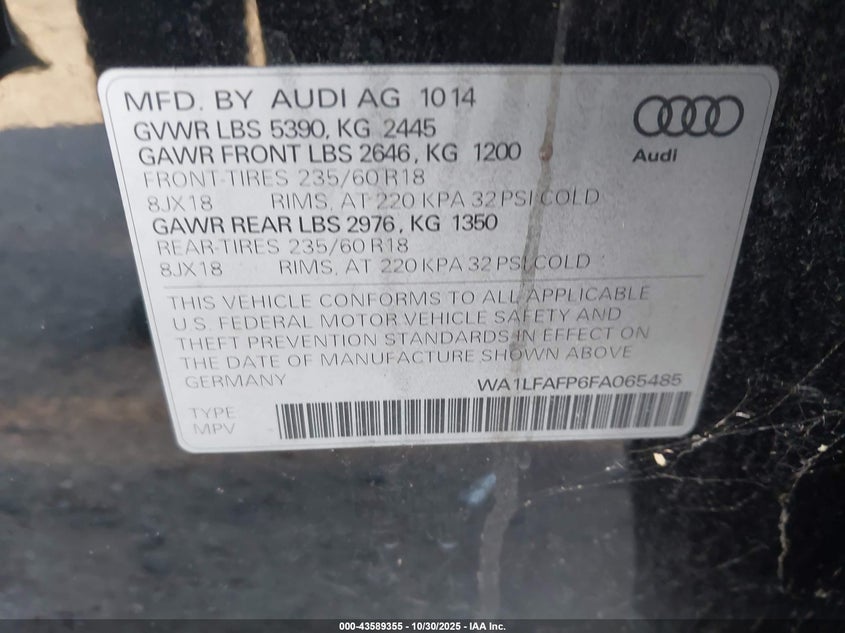 MFD. BY AUDI AG 1014
GVWR LBS 5390, KG 2445
GAWR FRONT LBS 2646, KG 1200
FRONT-TIRES 235/60 R18
8JX18 RIMS, AT 220 KPA 32 PSI COLD
GAWR REAR LBS 2976, KG 1350
REAR-TIRES 235/60 R18
8JX18 RIMS, AT 220 KPA 32 PSI COLD
Audi
THIS VEHICLE CONFORMS TO ALL APPLICABLE
U.S. FEDERAL MOTOR VEHICLE SAFETY AND
THEFT PREVENTION STANDARDS IN EFFECT ON
THE DATE OF MANUFACTURE SHOWN ABOVE
GERMANY WA1LFAFP6FA065485
TYPE
MPV
000-43589355 | 10/30/2025 | IAA Inc.